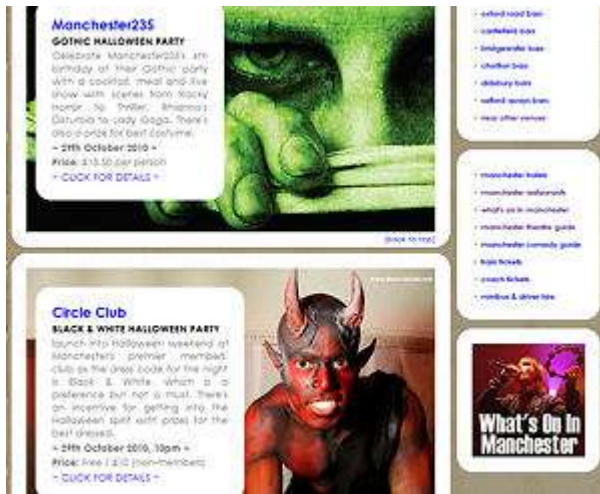 Manchester235
GOTHIC HALLOWEEN PARTY
Celebrate Manchester235's 4th
birthday at their Gothic party
with a cocktail, meal and live
show with scenes from Rocky
Horror to Thriller, Rhianna's
Disturbia to Lady Gaga. There's
also a prize for best costume.
~ 29th October 2010 ~
Price: £15.50 per person
~ CLICK FOR DETAILS ~
[back to top]
Circle Club
BLACK & WHITE HALLOWEEN PARTY
launch into Halloween weekend at
Manchester's premier members
club as the dress code for the night
is Black & White. Which is a
preference but not a must. There's
an incentive for getting into the
Halloween spirit with prizes for the
best dressed.
~ 29th October 2010, 10pm ~
Price: Free / £10 (non-members)
~ CLICK FOR DETAILS ~
oxford road bars
castlefield bars
bridgewater bars
chorlton bars
didsbury bars
salford quays bars
near other venues
manchester hotels
manchester restaurants
what's on in manchester
manchester theatre guide
manchester comedy guide
train tickets
coach tickets
minibus & driver hire
What's On In
Manchester